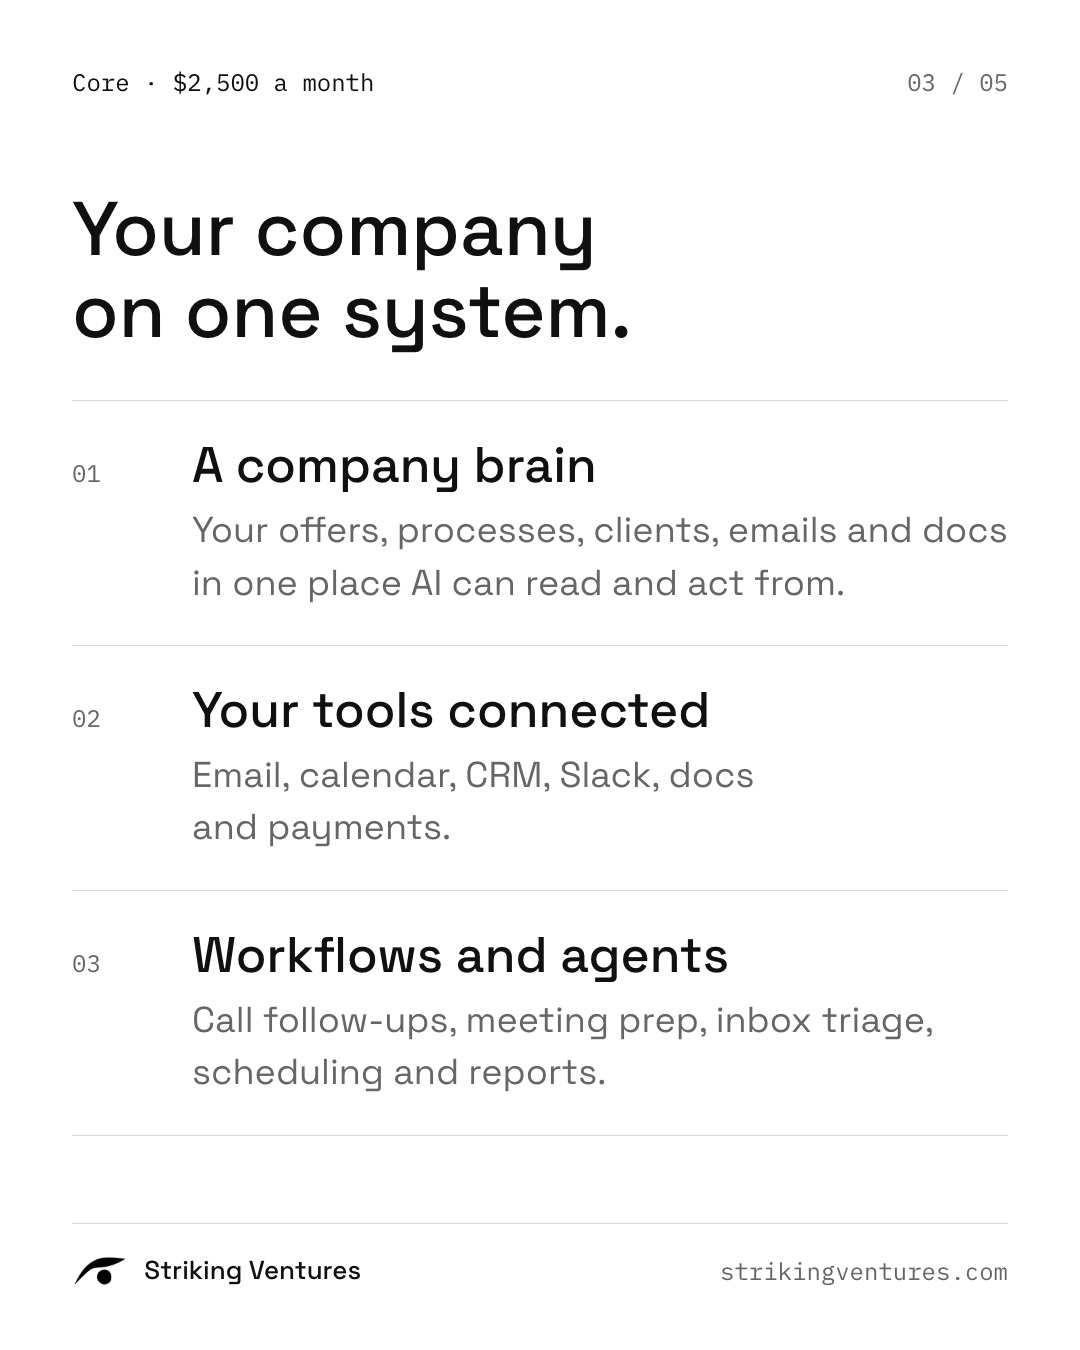 Core · $2,500 a month
03 / 05
Your company
on one system.
01
A company brain
Your offers, processes, clients, emails and docs
in one place AI can read and act from.
02
Your tools connected
Email, calendar, CRM, Slack, docs
and payments.
03
Workflows and agents
Call follow-ups, meeting prep, inbox triage,
scheduling and reports.
Striking Ventures
strikingventures.com